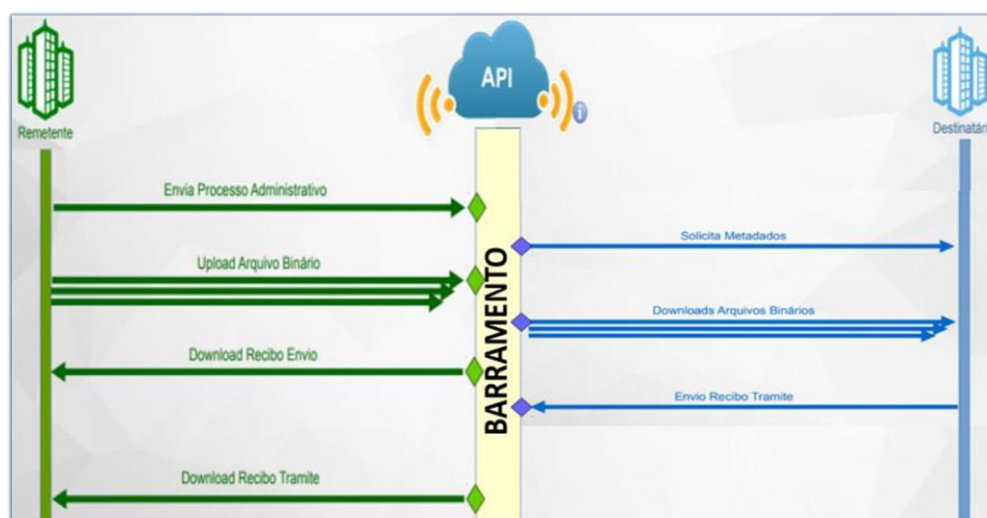 API
Remetente
Destinatári
Envia Processo Administrativo
Solicita Metadados
Upload Arquivo Binário
Downloads Arquivos Binários
Download Recibo Envio
Envio Recibo Tramite
Download Recibo Tramite
BARRAMENTO
i